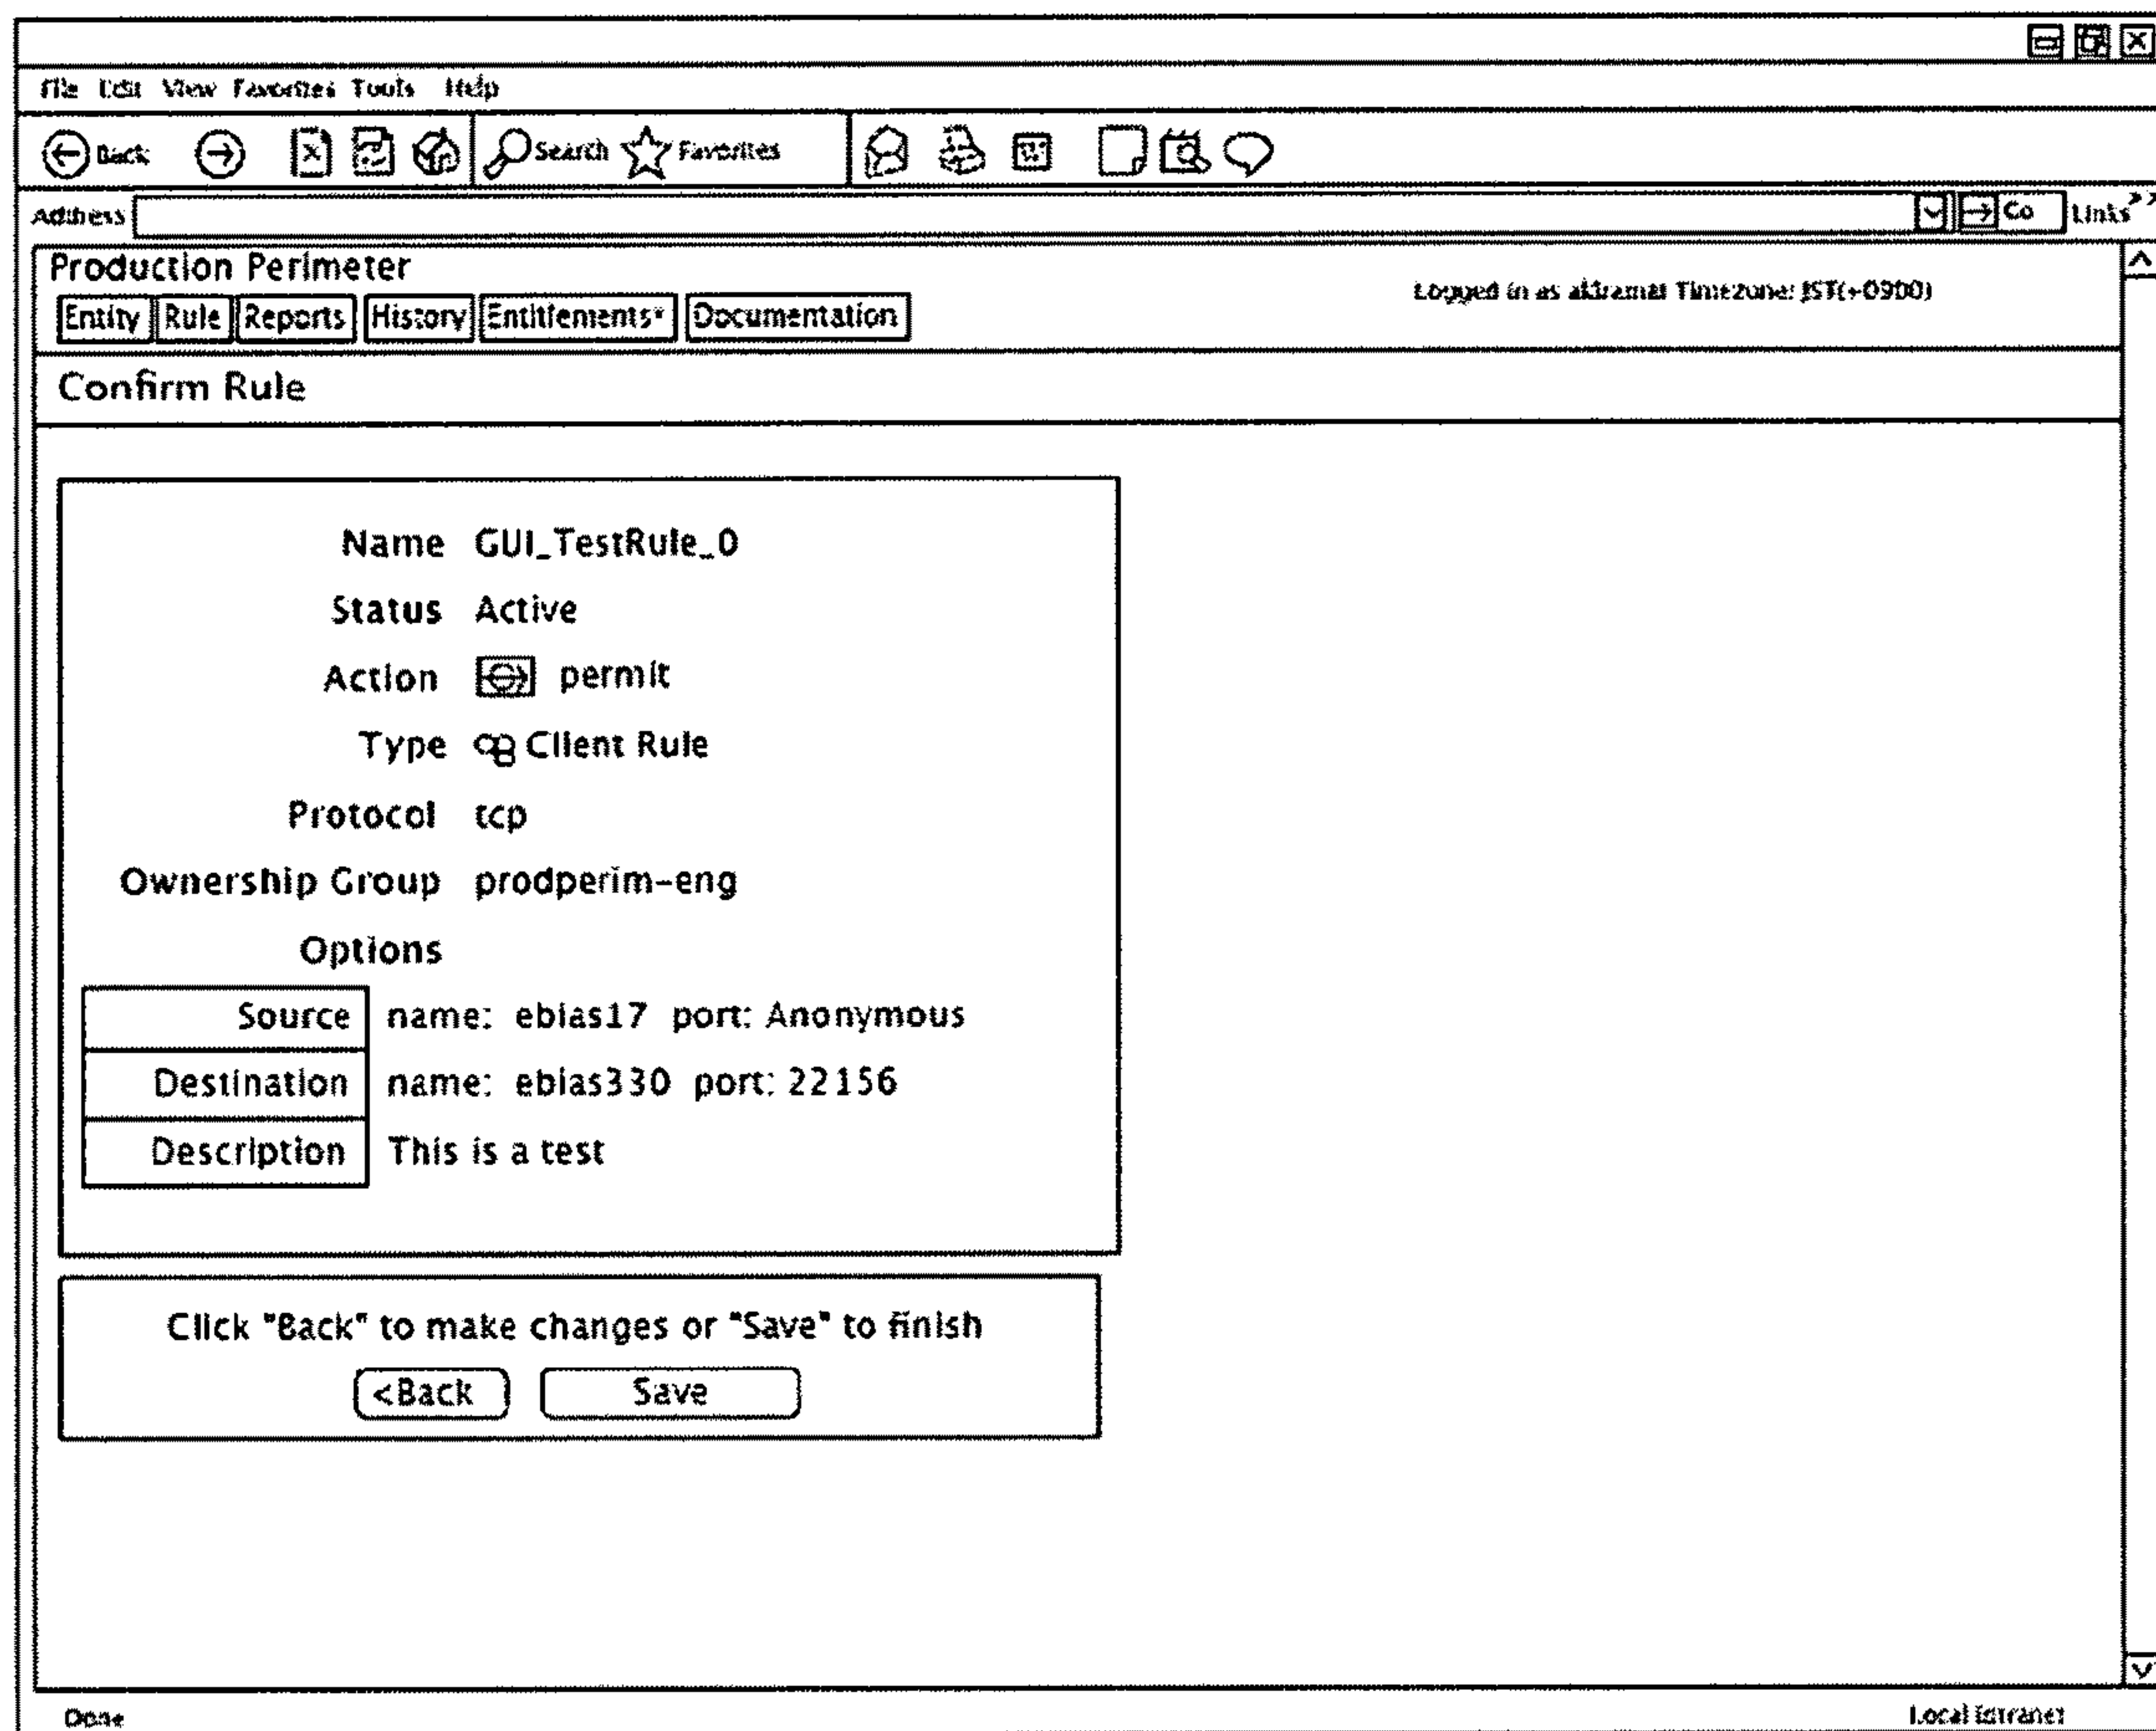 File Edit View Favorites Tools Help
Back Search Favorites
Address Go Links >>
Production Perimeter
Logged in as Timezone: JST(+0900)
Entity Rule Reports History Entitlements* Documentation
Confirm Rule
Name GUI_TestRule_0
Status Active
Action permit
Type Client Rule
Protocol tcp
Ownership Group prodperim-eng
Options
Source name: ebias17 port: Anonymous
Destination name: ebias330 port: 22156
Description This is a test
Click "Back" to make changes or "Save" to finish
<Back Save
Done Local Intranet